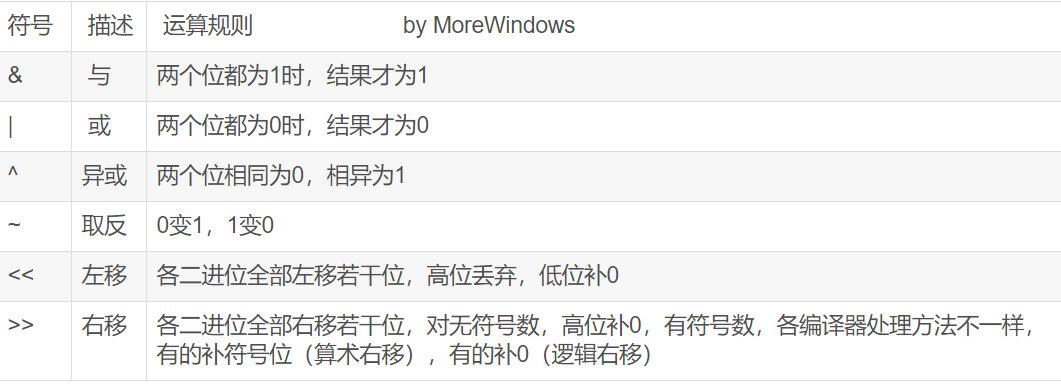 符号 描述 运算规则 by MoreWindows
& 与 两个位都为1时，结果才为1
| 或 两个位都为0时，结果才为0
^ 异或 两个位相同为0，相异为1
~ 取反 0变1，1变0
<< 左移 各二进位全部左移若干位，高位丢弃，低位补0
>> 右移 各二进位全部右移若干位，对无符号数，高位补0，有符号数，各编译器处理方法不一样，
有的补符号位（算术右移），有的补0（逻辑右移）